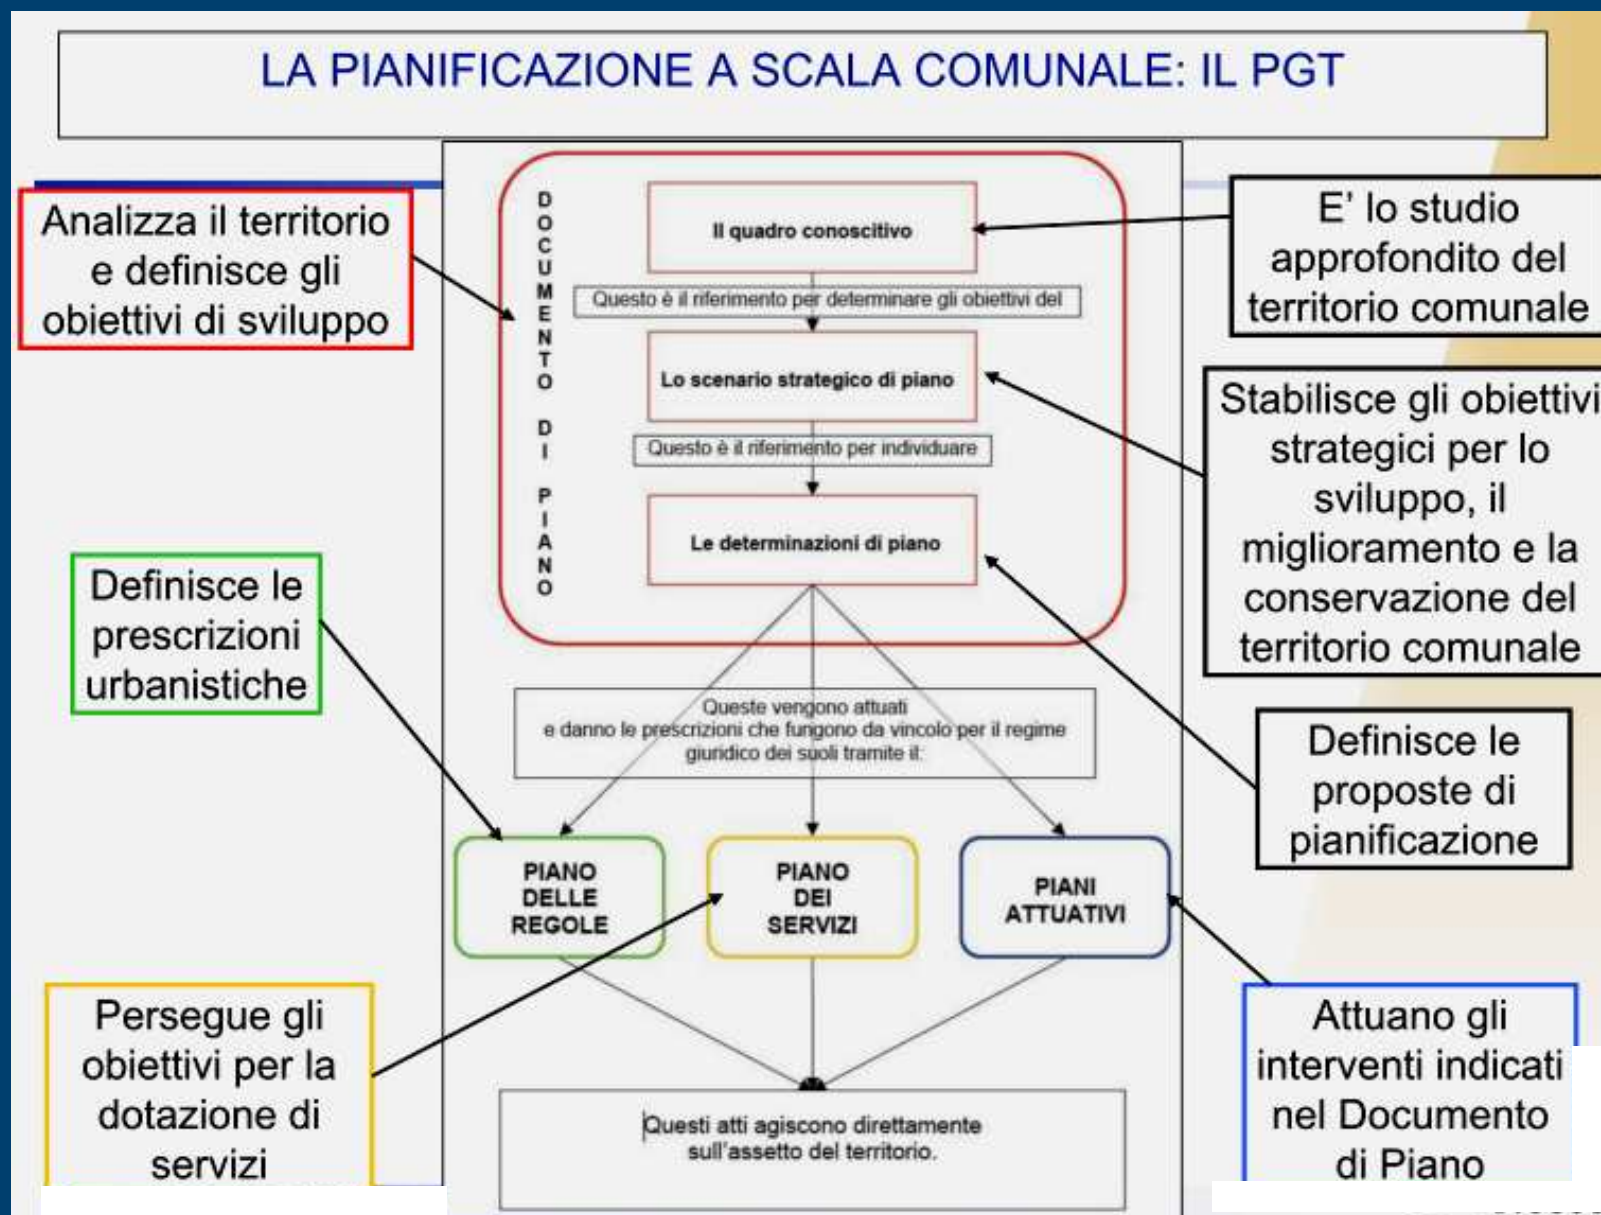 LA PIANIFICAZIONE A SCALA COMUNALE: IL PGT
Analizza il territorio
e definisce gli
obiettivi di sviluppo
DOCUMENTO DI PIANO
Il quadro conoscitivo
Questo è il riferimento per determinare gli obiettivi del
Lo scenario strategico di piano
Questo è il riferimento per individuare
Le determinazioni di piano
E' lo studio
approfondito del
territorio comunale
Stabilisce gli obiettivi
strategici per lo
sviluppo, il
miglioramento e la
conservazione del
territorio comunale
Definisce le
prescrizioni
urbanistiche
Queste vengono attuati
e danno le prescrizioni che fungono da vincolo per il regime
giuridico dei suoli tramite il:
Definisce le
proposte di
pianificazione
PIANO
DELLE
REGOLE
PIANO
DEI
SERVIZI
PIANI
ATTUATIVI
Persegue gli
obiettivi per la
dotazione di
servizi
Questi atti agiscono direttamente
sull'assetto del territorio.
Attuano gli
interventi indicati
nel Documento
di Piano